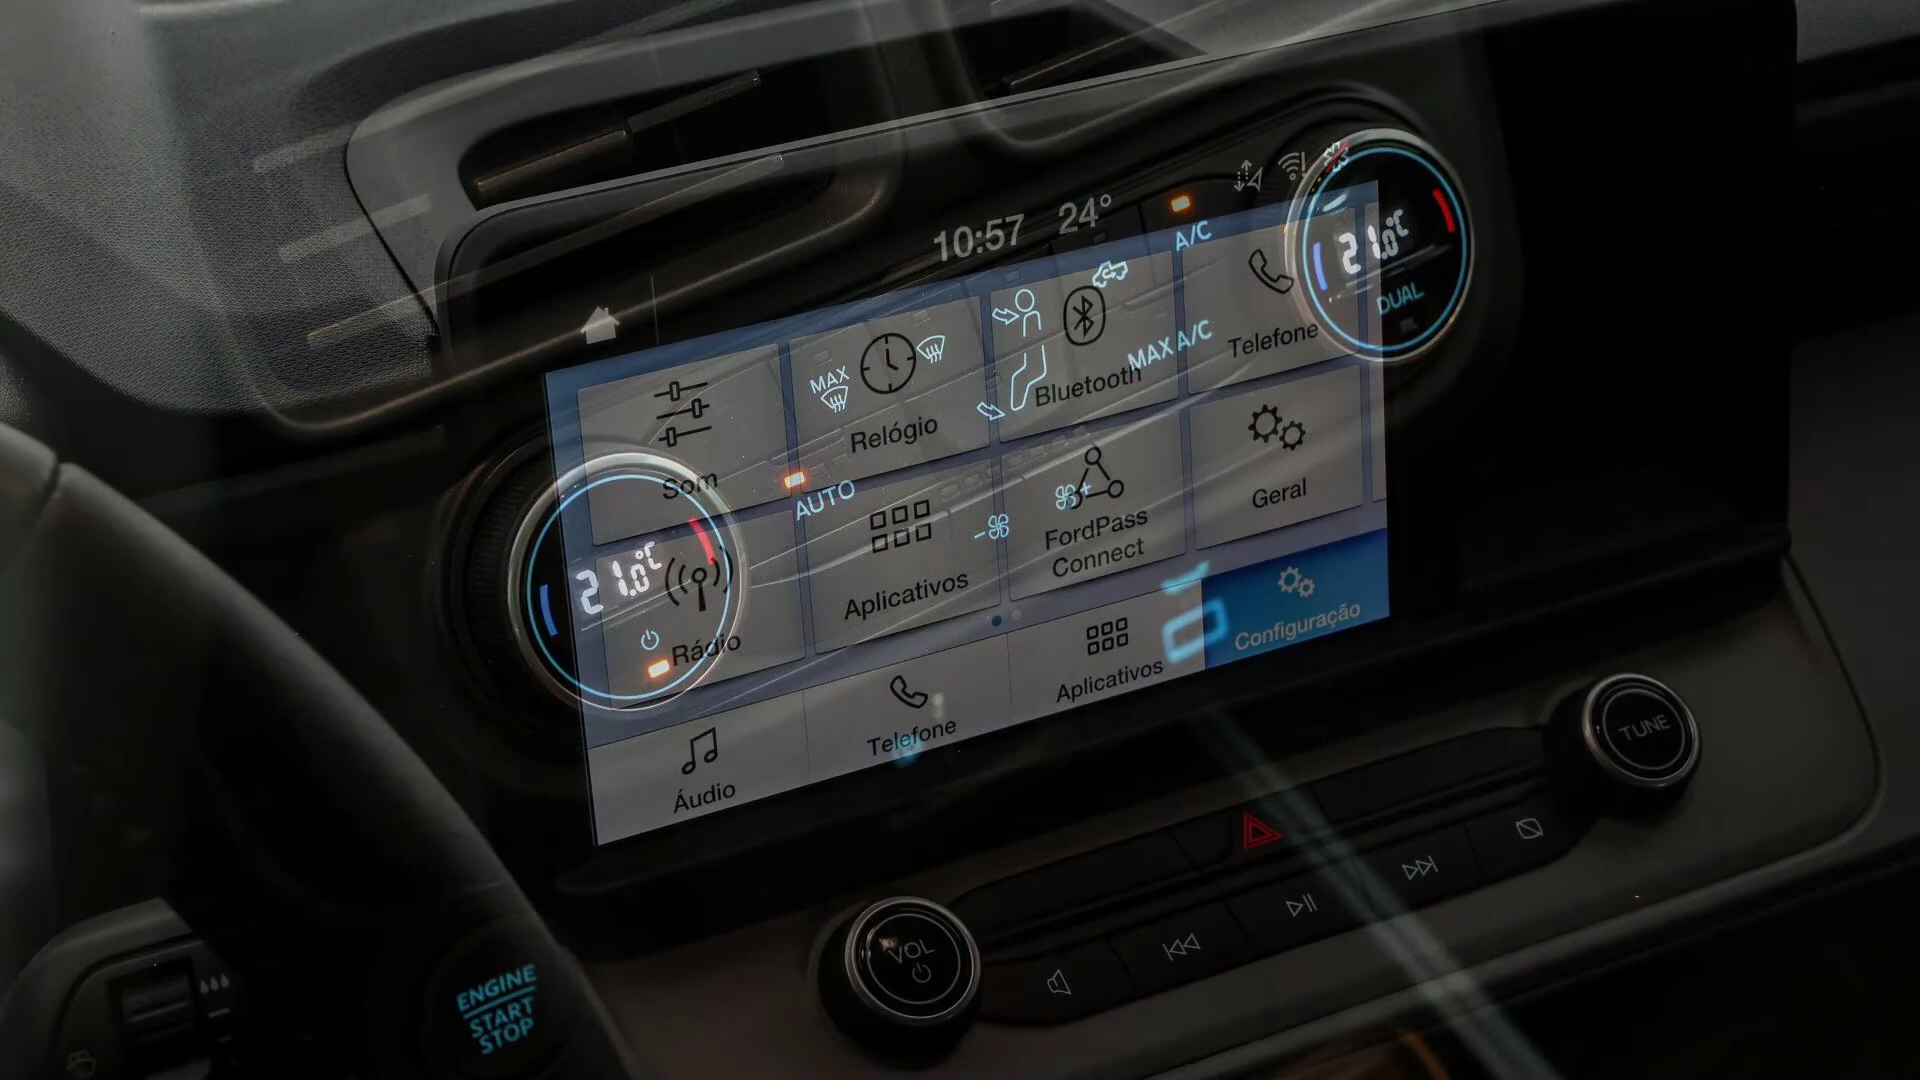 10:57 24°
A/C
21.0°C
DUAL
MAX A/C
Telefone
MAX
Bluetooth
Relógio
Som
AUTO
Geral
FordPass
Connect
Aplicativos
21.0°C
Rádio
Configuração
Aplicativos
Telefone
Áudio
TUNE
VOL
ENGINE
START
STOP